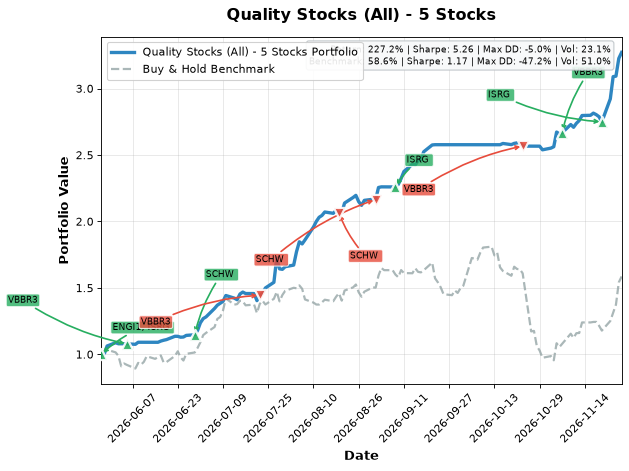 Quality Stocks (All) - 5 Stocks
Quality Stocks (All) - 5 Stocks Portfolio
Buy & Hold Benchmark
227.2% | Sharpe: 5.26 | Max DD: -5.0% | Vol: 23.1%
58.6% | Sharpe: 1.17 | Max DD: -47.2% | Vol: 51.0%
VBBR3
ISRG
ISRG
VBBR3
SCHW
SCHW
SCHW
VBBR3
VBBR3
3.0
2.5
2.0
1.5
1.0
Portfolio Value
2026-06-07
2026-06-23
2026-07-09
2026-07-25
2026-08-10
2026-08-26
2026-09-11
2026-09-27
2026-10-13
2026-10-29
2026-11-14
Date